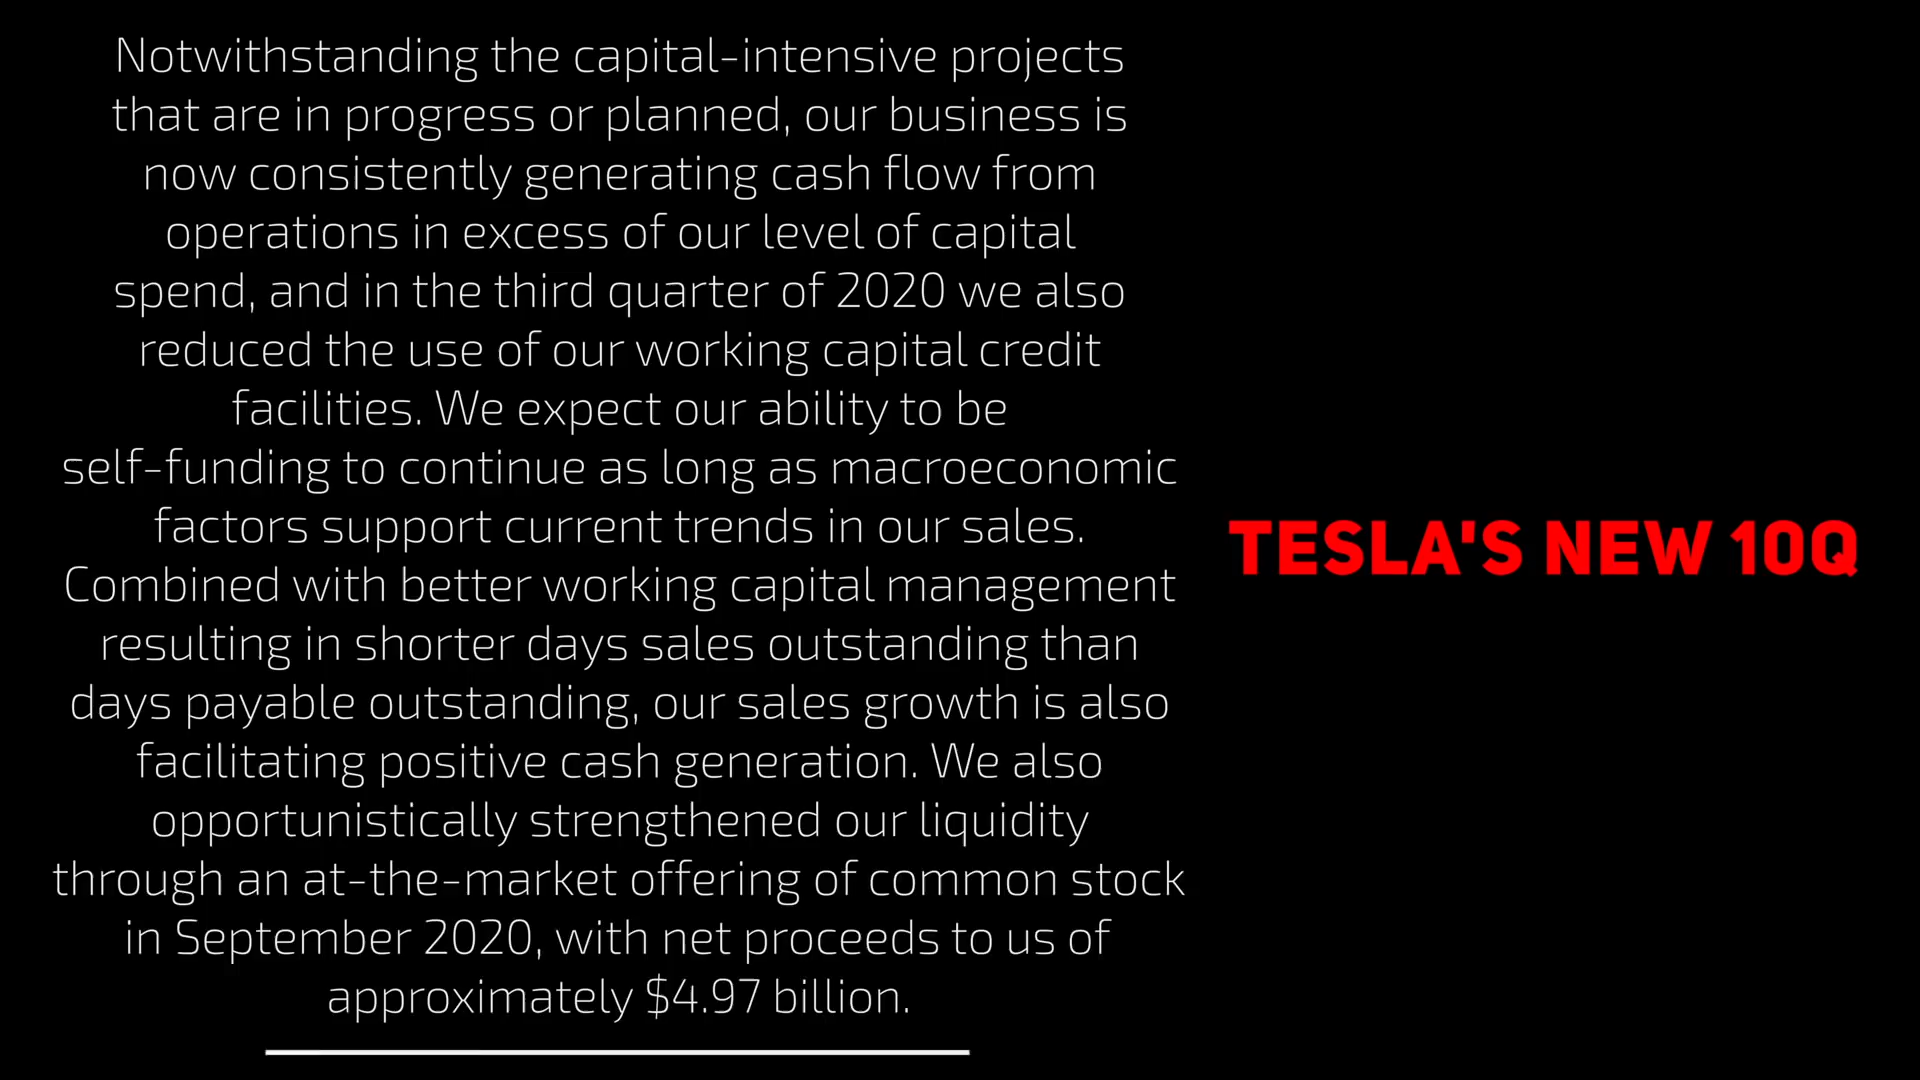 Notwithstanding the capital-intensive projects
that are in progress or planned, our business is
now consistently generating cash flow from
operations in excess of our level of capital
spend, and in the third quarter of 2020 we also
reduced the use of our working capital credit
facilities. We expect our ability to be
self-funding to continue as long as macroeconomic
factors support current trends in our sales.
Combined with better working capital management
resulting in shorter days sales outstanding than
days payable outstanding, our sales growth is also
facilitating positive cash generation. We also
opportunistically strengthened our liquidity
through an at-the-market offering of common stock
in September 2020, with net proceeds to us of
approximately $4.97 billion.
TESLA'S NEW 10Q